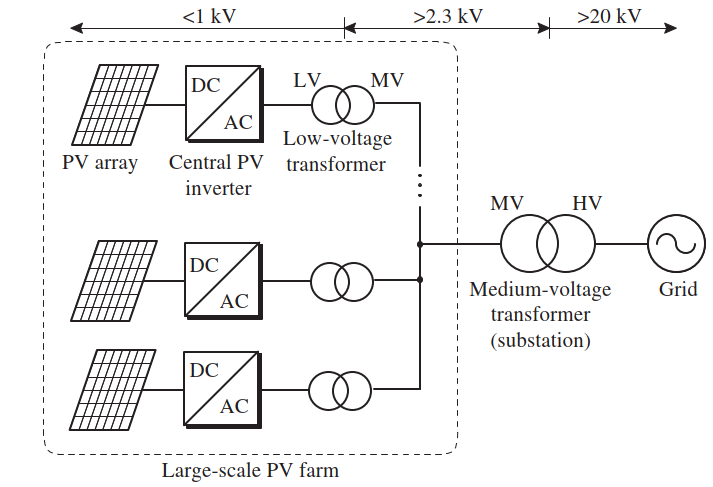 <1 kV
>2.3 kV
>20 kV
DC
AC
LV
MV
PV array
Central PV
inverter
Low-voltage
transformer
MV
HV
DC
AC
Medium-voltage
transformer
(substation)
Grid
DC
AC
Large-scale PV farm